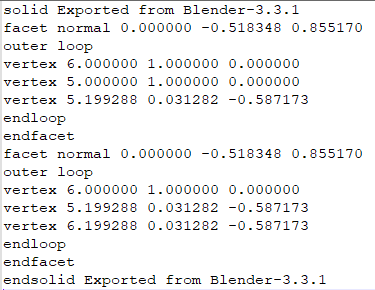 solid Exported from Blender-3.3.1
facet normal 0.000000 -0.518348 0.855170
outer loop
vertex 6.000000 1.000000 0.000000
vertex 5.000000 1.000000 0.000000
vertex 5.199288 0.031282 -0.587173
endloop
endfacet
facet normal 0.000000 -0.518348 0.855170
outer loop
vertex 6.000000 1.000000 0.000000
vertex 5.199288 0.031282 -0.587173
vertex 6.199288 0.031282 -0.587173
endloop
endfacet
endsolid Exported from Blender-3.3.1